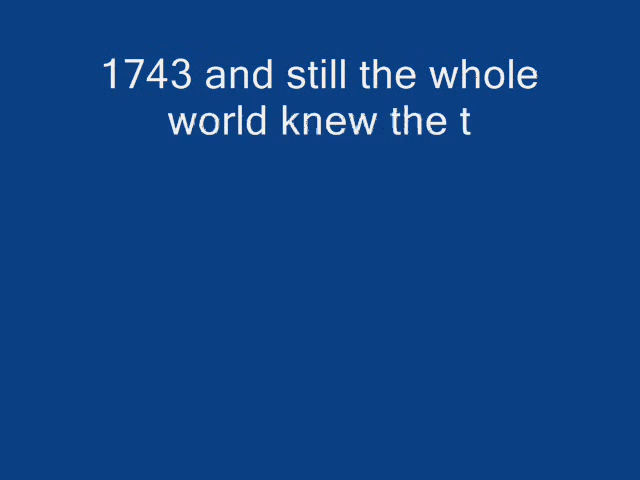 1743 and still the whole
world knew the t